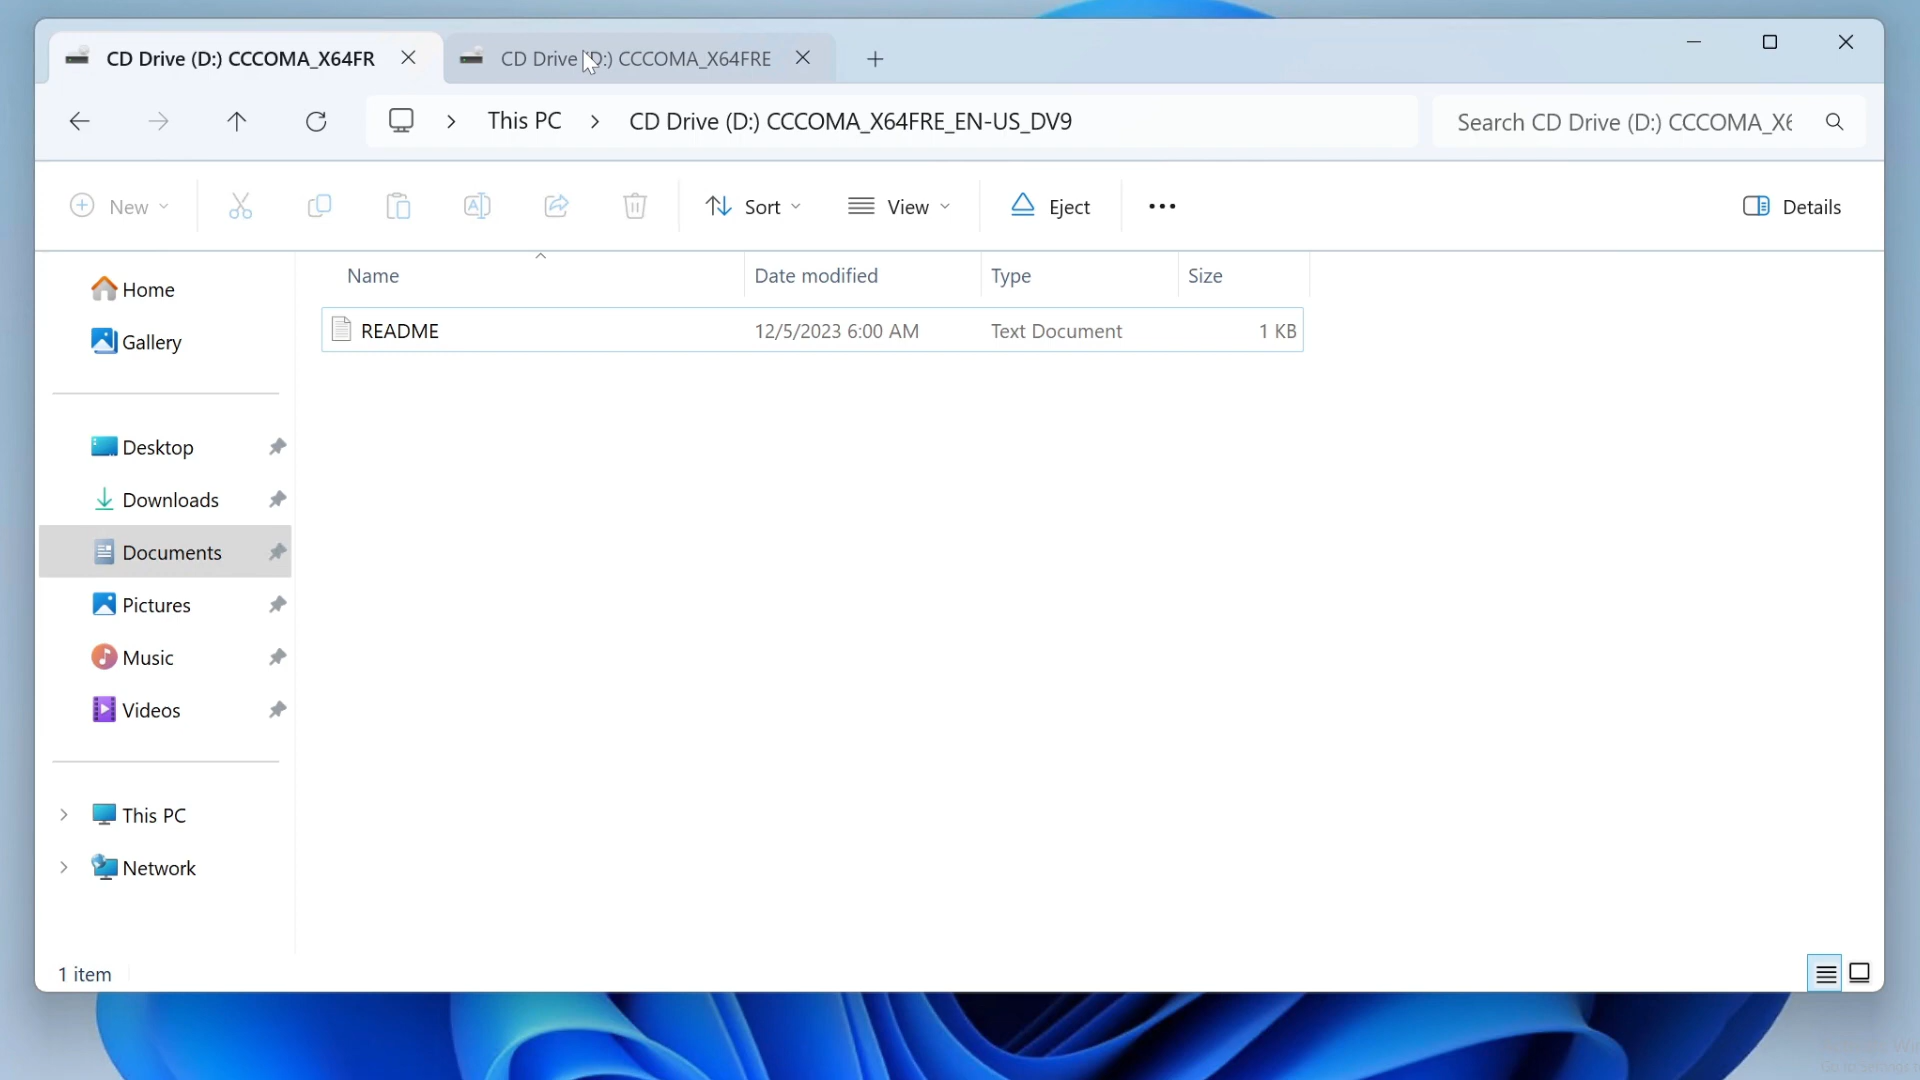 CD Drive (D:) CCCOMA_X64FR
CD Drive (D:) CCCOMA_X64FRE
This PC > CD Drive (D:) CCCOMA_X64FRE_EN-US_DV9
Search CD Drive (D:) CCCOMA_X6
New
Sort
View
Eject
Details
Name Date modified Type Size
README 12/5/2023 6:00 AM Text Document 1 KB
Home
Gallery
Desktop
Downloads
Documents
Pictures
Music
Videos
This PC
Network
1 item